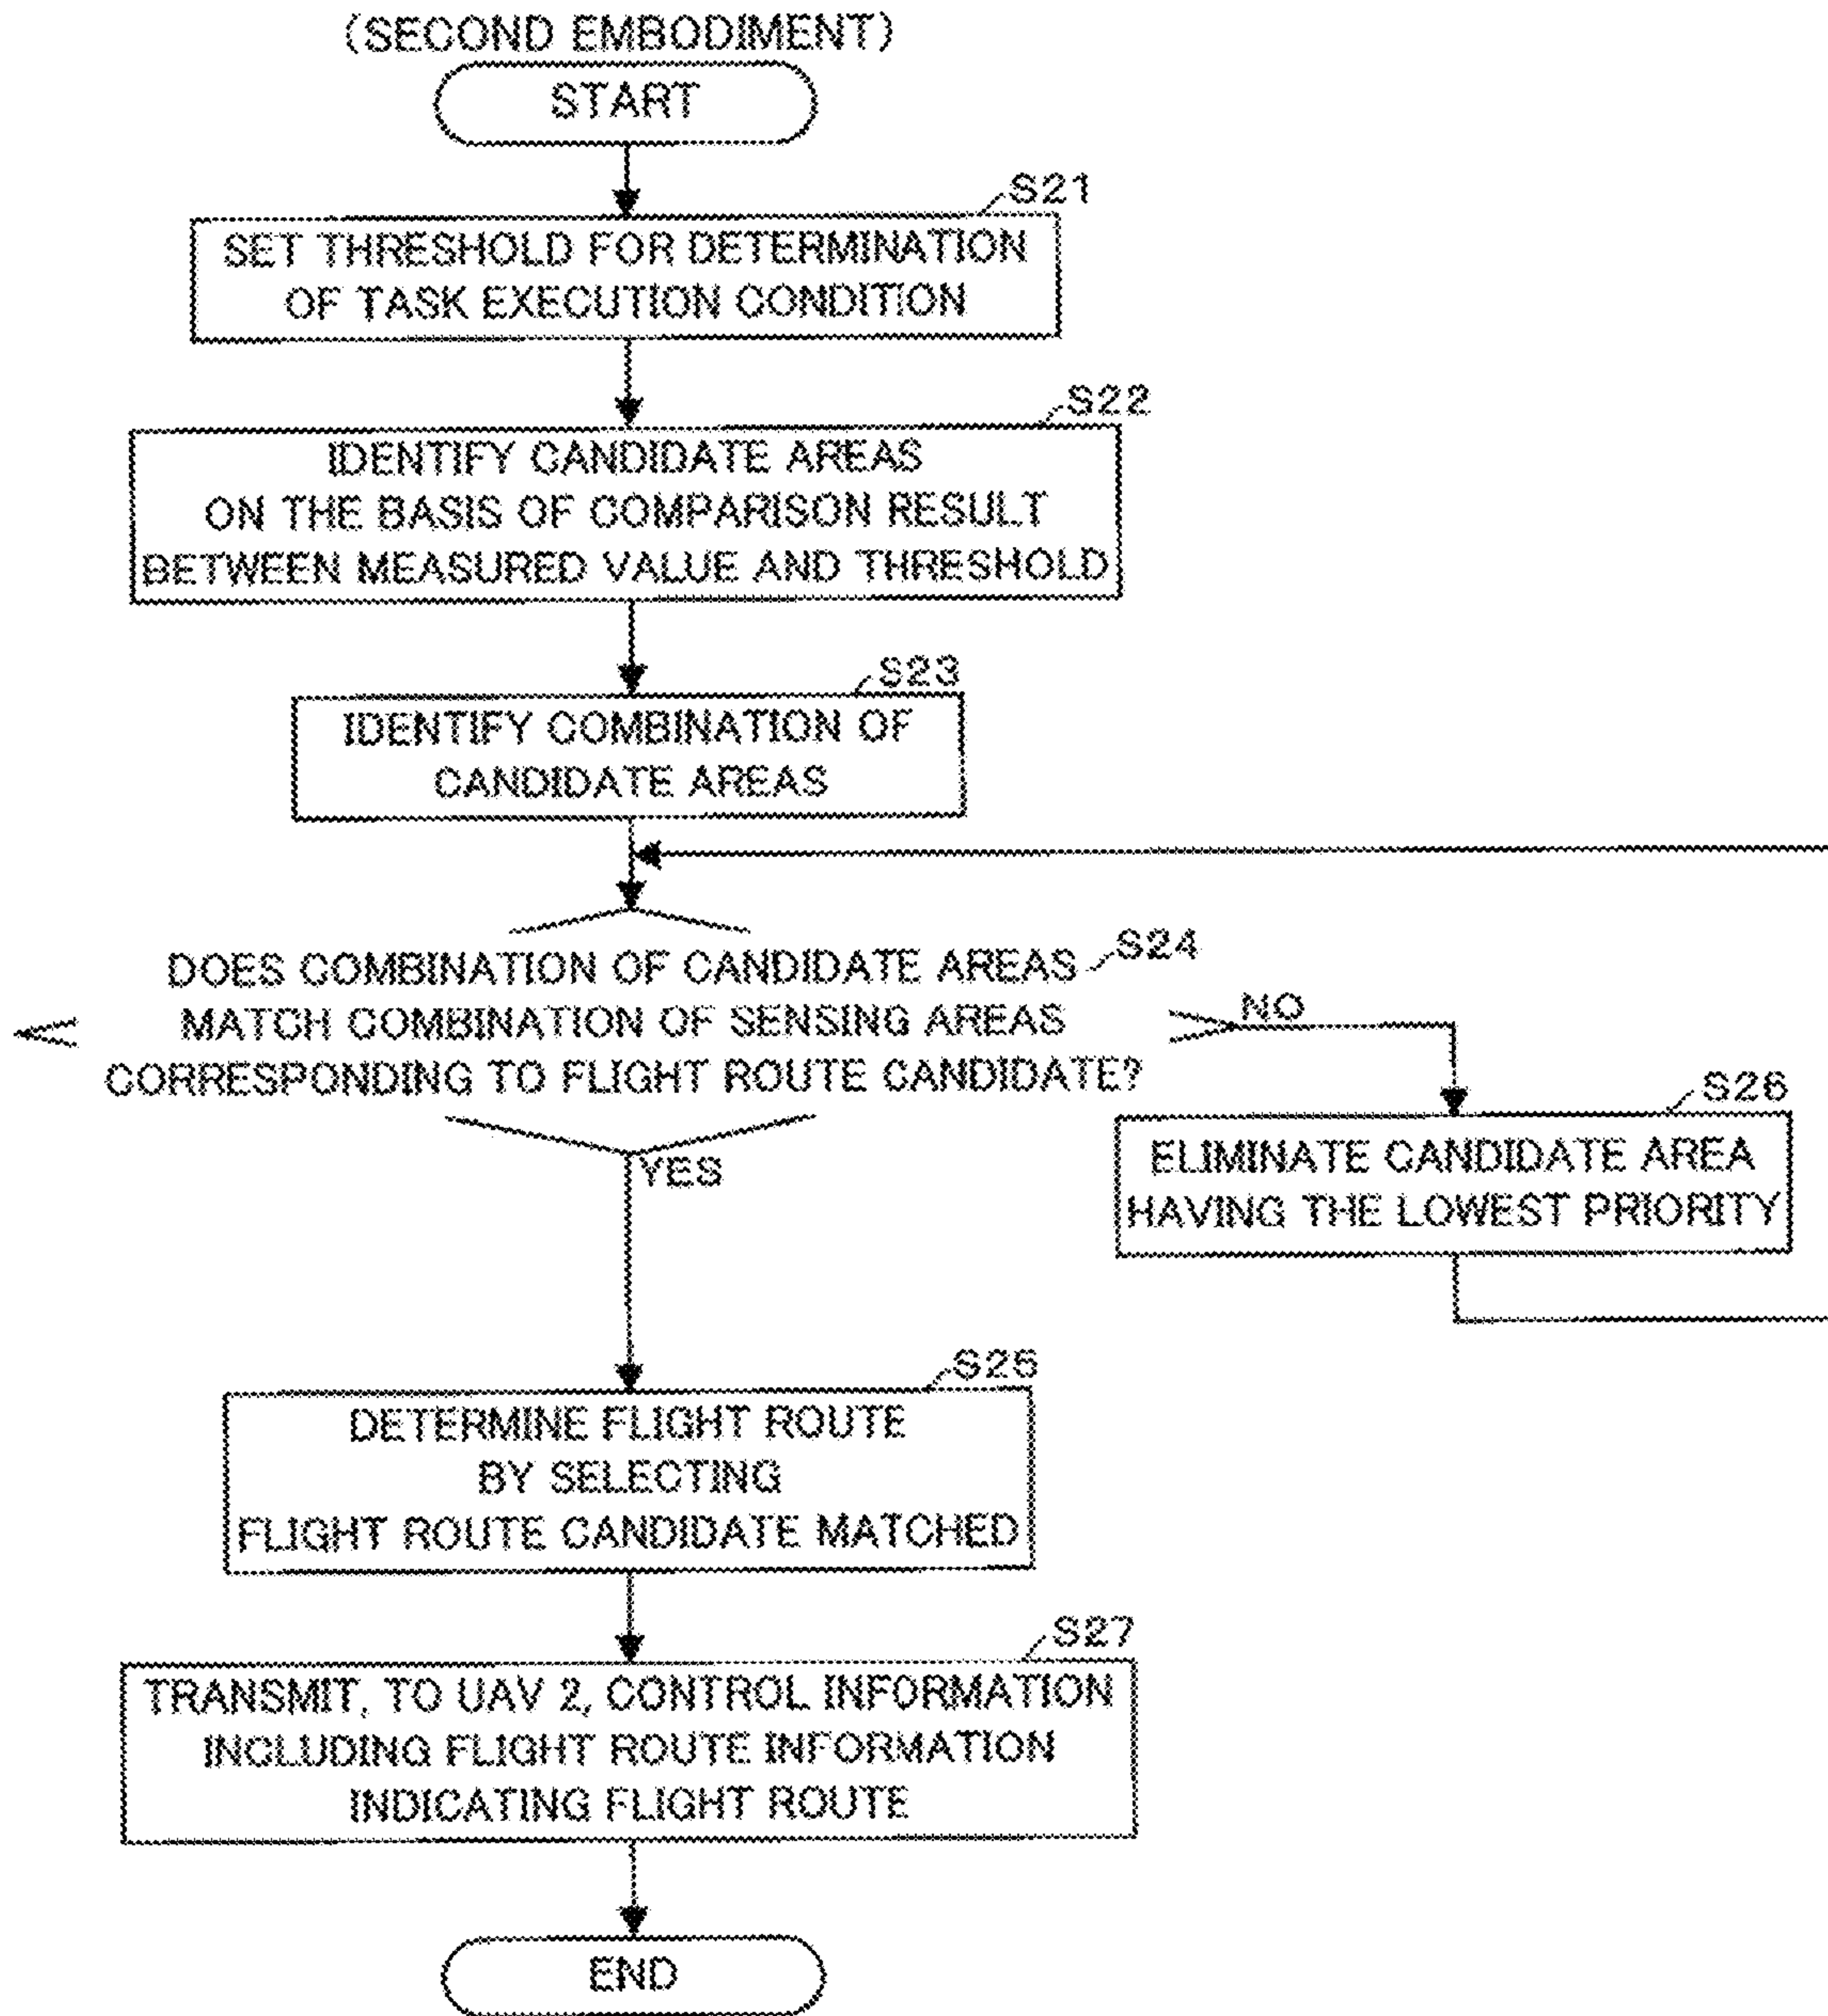 (SECOND EMBODIMENT)
START
S21
SET THRESHOLD FOR DETERMINATION
OF TASK EXECUTION CONDITION
S22
IDENTIFY CANDIDATE AREAS
ON THE BASIS OF COMPARISON RESULT
BETWEEN MEASURED VALUE AND THRESHOLD
S23
IDENTIFY COMBINATION OF
CANDIDATE AREAS
S24
DOES COMBINATION OF CANDIDATE AREAS
MATCH COMBINATION OF SENSING AREAS
CORRESPONDING TO FLIGHT ROUTE CANDIDATE?
NO
YES
S26
ELIMINATE CANDIDATE AREA
HAVING THE LOWEST PRIORITY
S25
DETERMINE FLIGHT ROUTE
BY SELECTING
FLIGHT ROUTE CANDIDATE MATCHED
S27
TRANSMIT, TO UAV 2, CONTROL INFORMATION
INCLUDING FLIGHT ROUTE INFORMATION
INDICATING FLIGHT ROUTE
END